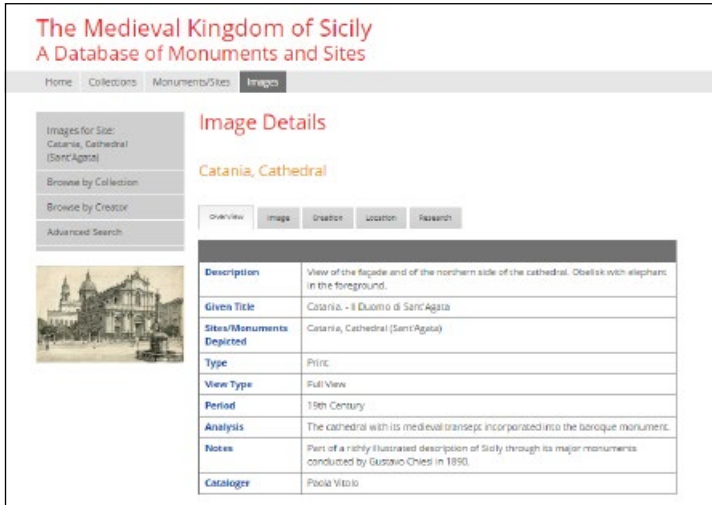 The Medieval Kingdom of Sicily
A Database of Monuments and Sites
Home Collections Monuments/Sites Images
Images for Site:
Catania, Cathedral
(Sant'Agata)
Browse by Collection
Browse by Creator
Advanced Search
Image Details
Catania, Cathedral
Overview Image Creation Location Research
Description View of the façade and of the northern side of the cathedral. Obelisk with elephant
in the foreground.
Given Title Catania. - Il Duomo di Sant'Agata
Sites/Monuments Catania, Cathedral (Sant'Agata)
Depicted
Type Print
View Type Full View
Period 19th Century
Analysis The cathedral with its medieval transept incorporated into the baroque monument.
Notes Part of a richly illustrated description of Sicily through its major monuments
conducted by Gustavo Chiesi in 1890.
Cataloger Paola Vitolo